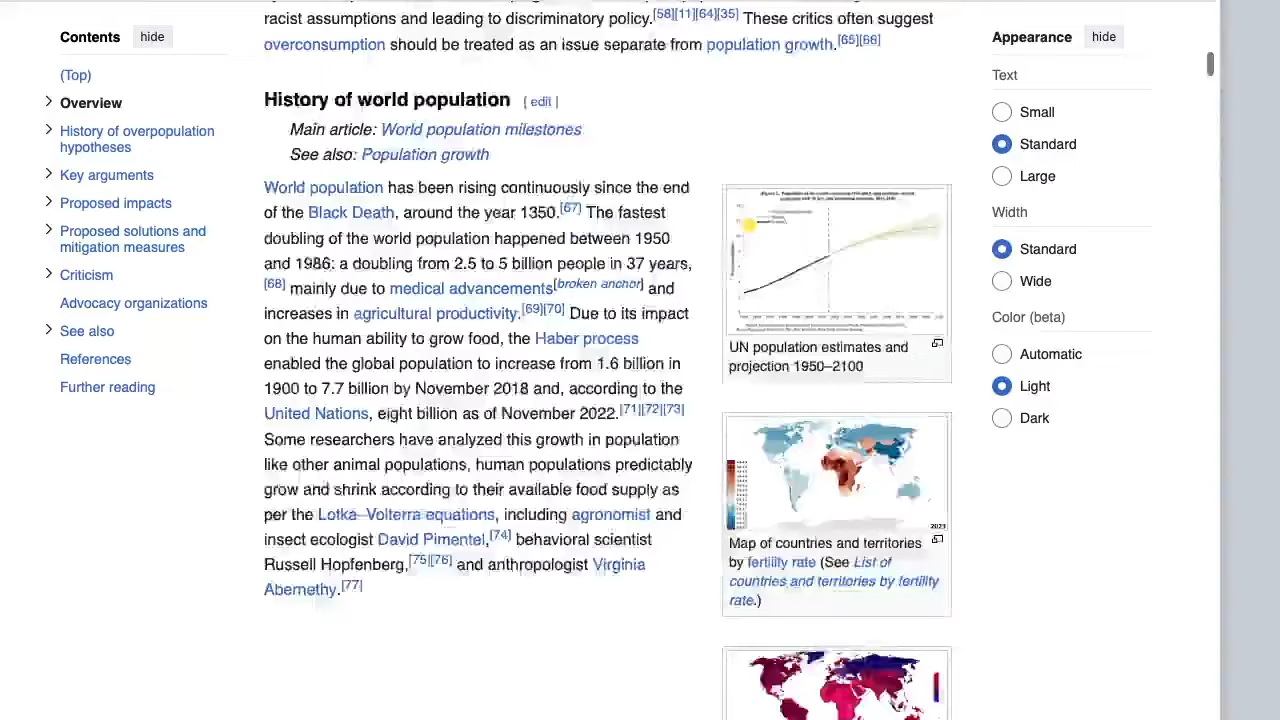 racist assumptions and leading to discriminatory policy.[58][11][64][35] These critics often suggest
overconsumption should be treated as an issue separate from population growth.[65][66]
Contents hide
(Top)
Overview
History of overpopulation
hypotheses
Key arguments
Proposed impacts
Proposed solutions and
mitigation measures
Criticism
Advocacy organizations
See also
References
Further reading
History of world population [ edit ]
Main article: World population milestones
See also: Population growth
World population has been rising continuously since the end
of the Black Death, around the year 1350.[67] The fastest
doubling of the world population happened between 1950
and 1986: a doubling from 2.5 to 5 billion people in 37 years,
[68] mainly due to medical advancements[broken anchor] and
increases in agricultural productivity.[69][70] Due to its impact
on the human ability to grow food, the Haber process
enabled the global population to increase from 1.6 billion in
1900 to 7.7 billion by November 2018 and, according to the
United Nations, eight billion as of November 2022.[71][72][73]
Some researchers have analyzed this growth in population
like other animal populations, human populations predictably
grow and shrink according to their available food supply as
per the Lotka–Volterra equations, including agronomist and
insect ecologist David Pimentel,[74] behavioral scientist
Russell Hopfenberg,[75][76] and anthropologist Virginia
Abernethy.[77]
UN population estimates and
projection 1950–2100
2021
Map of countries and territories
by fertility rate (See List of
countries and territories by fertility
rate.)
Appearance hide
Text
Small
Standard
Large
Width
Standard
Wide
Color (beta)
Automatic
Light
Dark